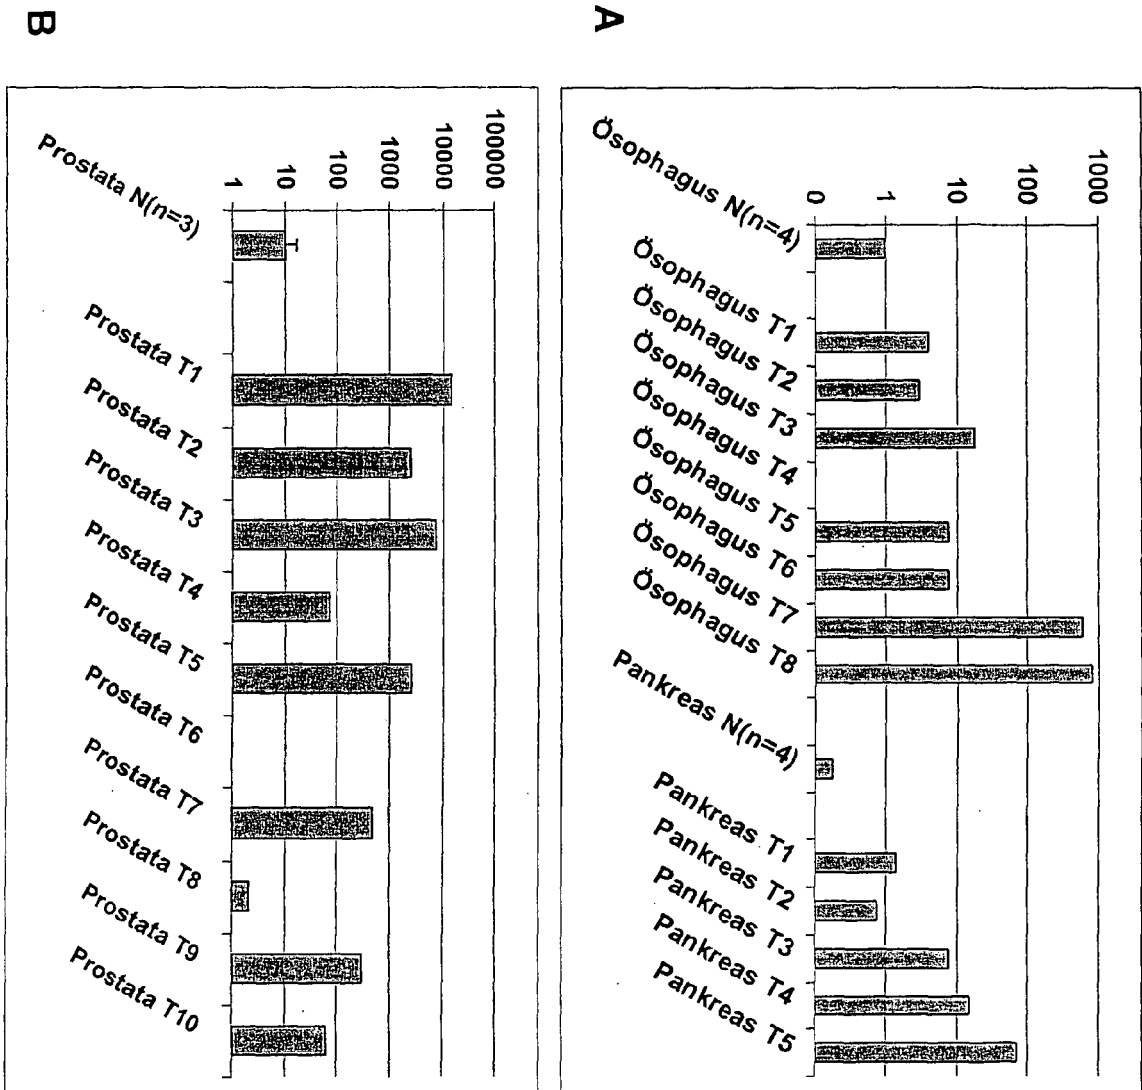 A
1000
100
10
1
0
Ösophagus N(n=4)
Ösophagus T1
Ösophagus T2
Ösophagus T3
Ösophagus T4
Ösophagus T5
Ösophagus T6
Ösophagus T7
Ösophagus T8
Pankreas N(n=4)
Pankreas T1
Pankreas T2
Pankreas T3
Pankreas T4
Pankreas T5
B
100000
10000
1000
100
10
1
Prostata N(n=3)
Prostata T1
Prostata T2
Prostata T3
Prostata T4
Prostata T5
Prostata T6
Prostata T7
Prostata T8
Prostata T9
Prostata T10